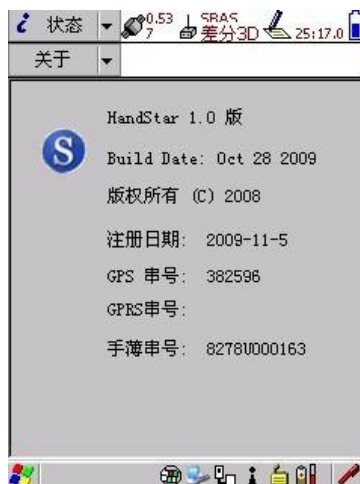 i 状态
0.53
7
SBAS
差分3D
25:17.0
关于
HandStar 1.0 版
Build Date: Oct 28 2009
S
版权所有 (C) 2008
注册日期: 2009-11-5
GPS 串号: 382596
GPRS串号:
手薄串号: 8278U000163